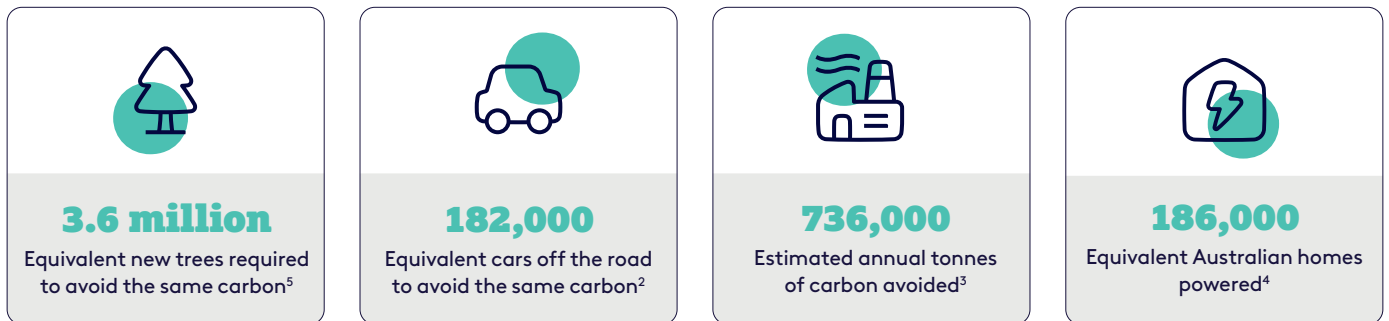 3.6 million
Equivalent new trees required
to avoid the same carbon⁵
182,000
Equivalent cars off the road
to avoid the same carbon²
736,000
Estimated annual tonnes
of carbon avoided³
186,000
Equivalent Australian homes
powered⁴